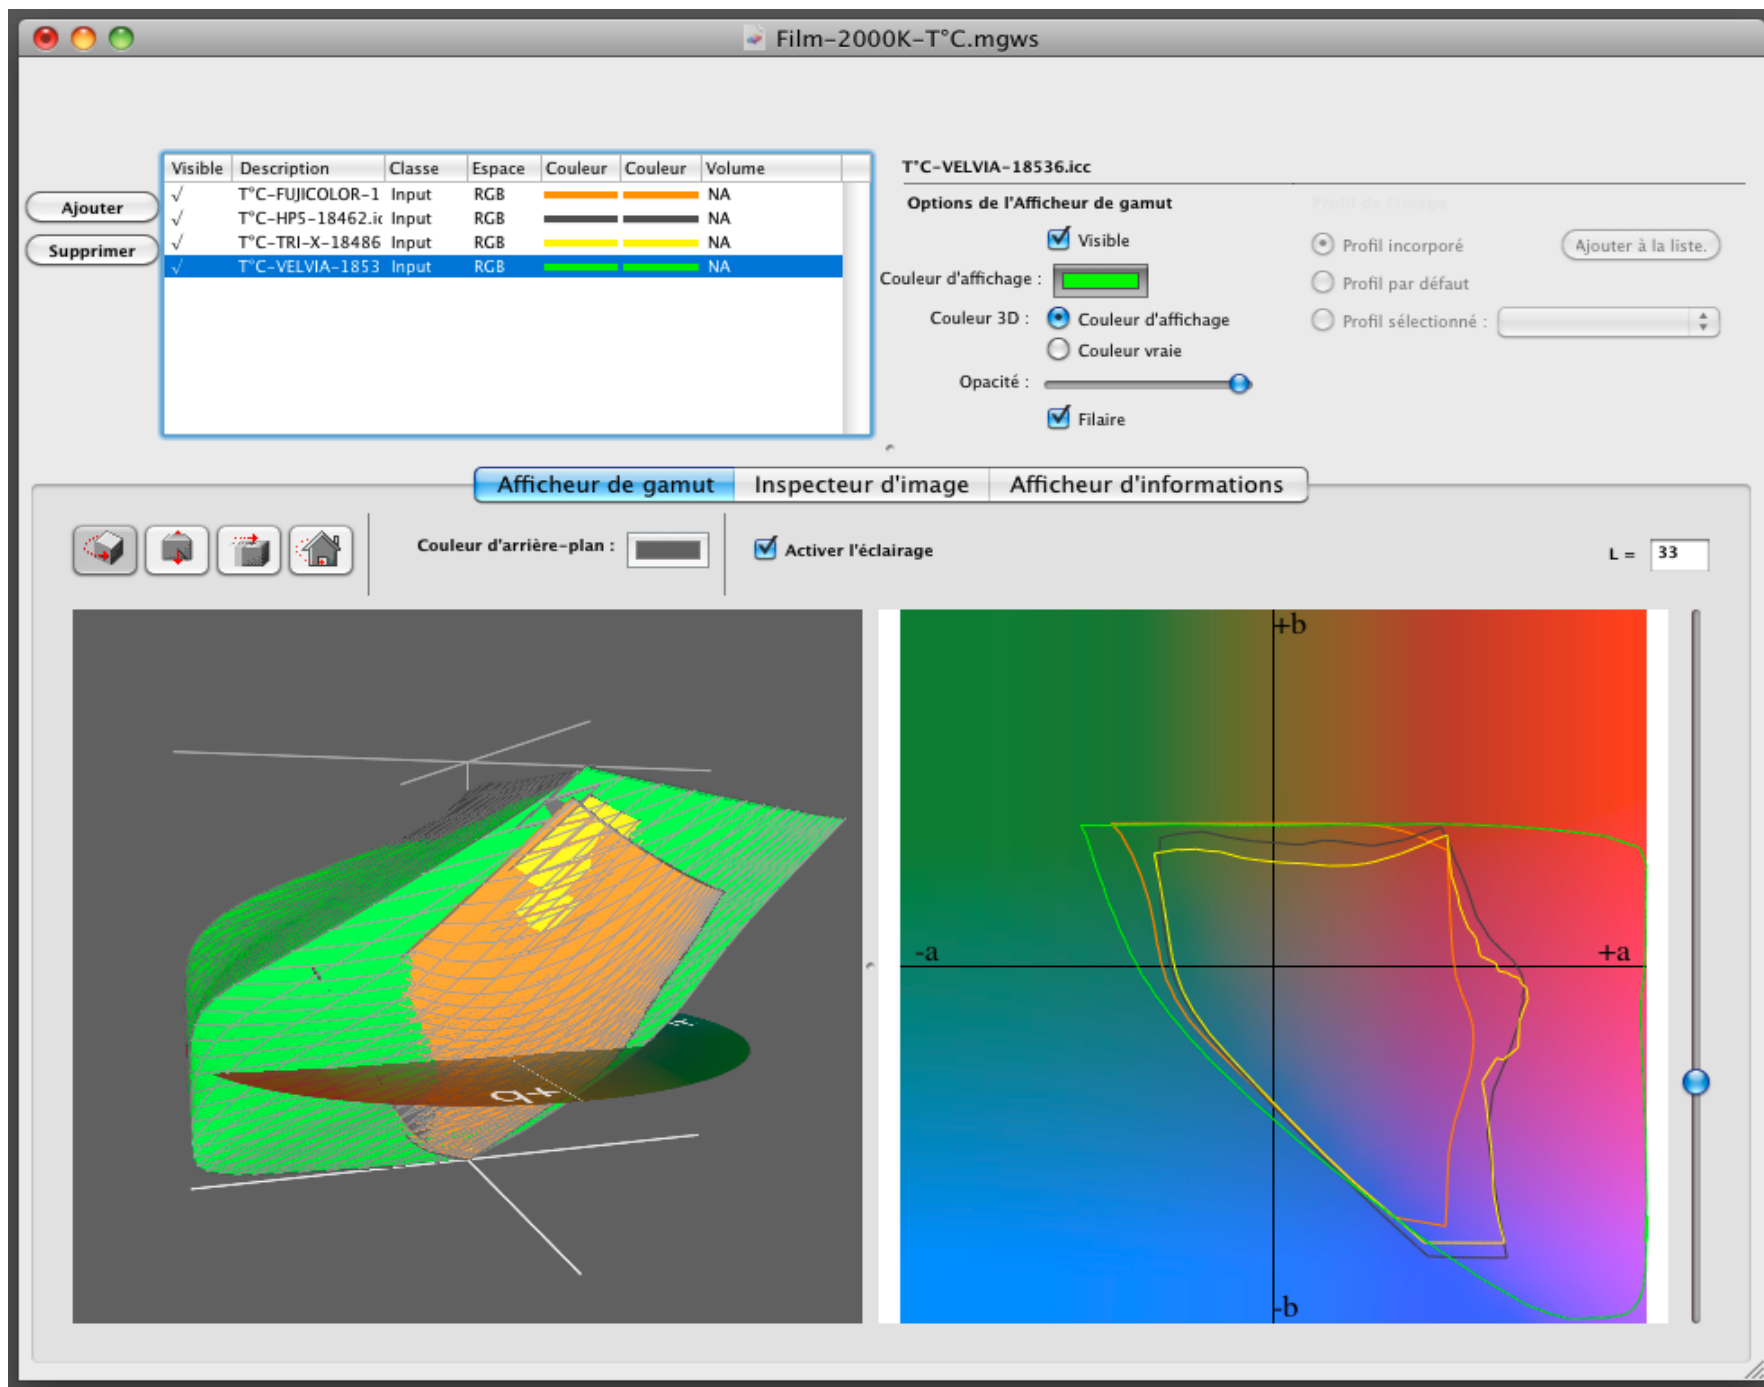 Film-2000K-T°C.mgws
Ajouter
Supprimer
Visible Description Classe Espace Couleur Couleur Volume
√ T°C-FUJICOLOR-1 Input RGB NA
√ T°C-HP5-18462.ic Input RGB NA
√ T°C-TRI-X-18486 Input RGB NA
√ T°C-VELVIA-1853 Input RGB NA
T°C-VELVIA-18536.icc
Options de l'Afficheur de gamut
Visible
Couleur d'affichage :
Couleur 3D : Couleur d'affichage
Couleur vraie
Opacité :
Filaire
Profil de l'image
Profil incorporé Ajouter à la liste.
Profil par défaut
Profil sélectionné :
Afficheur de gamut Inspecteur d'image Afficheur d'informations
Couleur d'arrière-plan : Activer l'éclairage L = 33
+b
+b
-a +a
-b